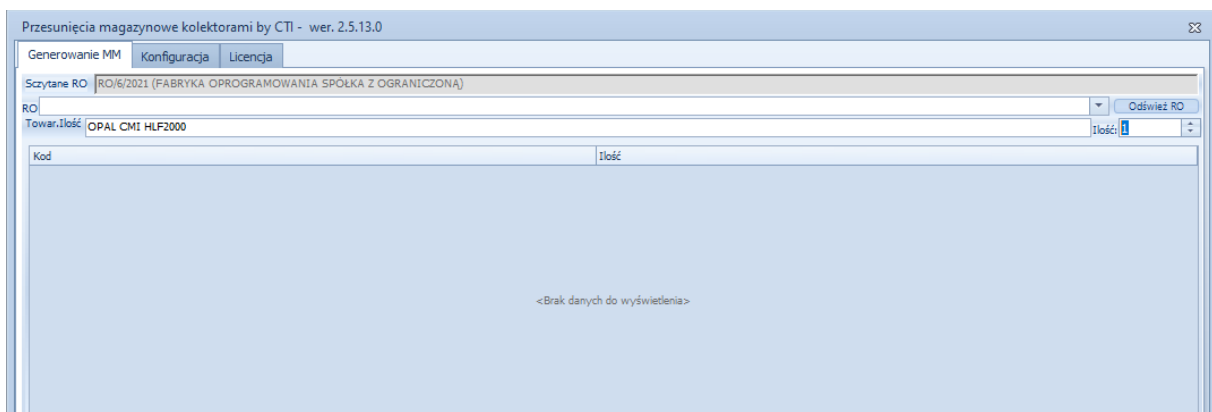 Przesunięcia magazynowe kolektorami by CTI - wer. 2.5.13.0
Generowanie MM Konfiguracja Licencja
Sczytane RO RO/6/2021 (FABRYKA OPROGRAMOWANIA SPÓŁKA Z OGRANICZONĄ)
RO Odśwież RO
Towar.Ilość OPAL CMI HLF2000 Ilość: 1
Kod Ilość
<Brak danych do wyświetlenia>